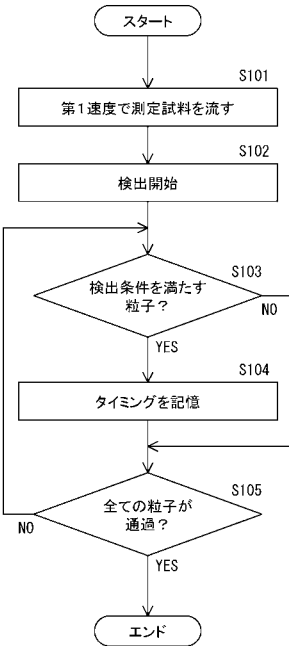 スタート
S101
第1速度で測定試料を流す
S102
検出開始
S103
検出条件を満たす
粒子？
NO
YES
S104
タイミングを記憶
S105
全ての粒子が
通過？
NO
YES
エンド